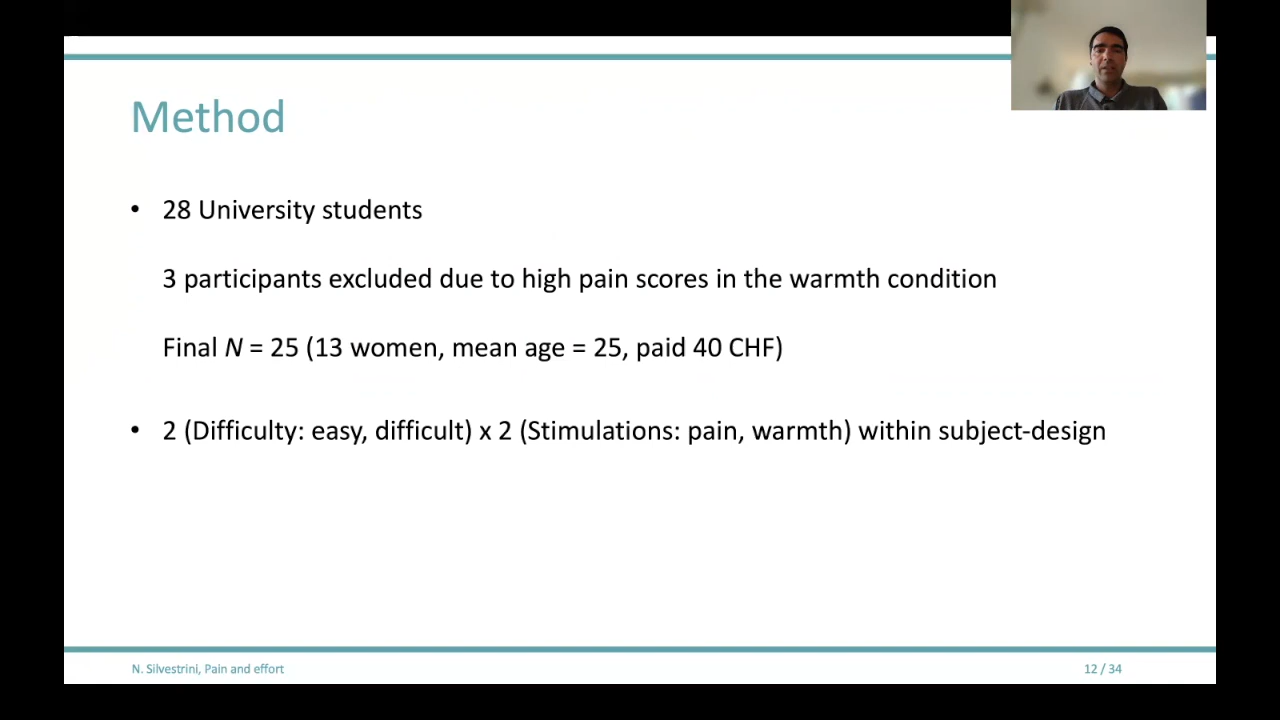 Method
• 28 University students
3 participants excluded due to high pain scores in the warmth condition
Final N = 25 (13 women, mean age = 25, paid 40 CHF)
• 2 (Difficulty: easy, difficult) x 2 (Stimulations: pain, warmth) within subject-design
N. Silvestrini, Pain and effort
12 / 34